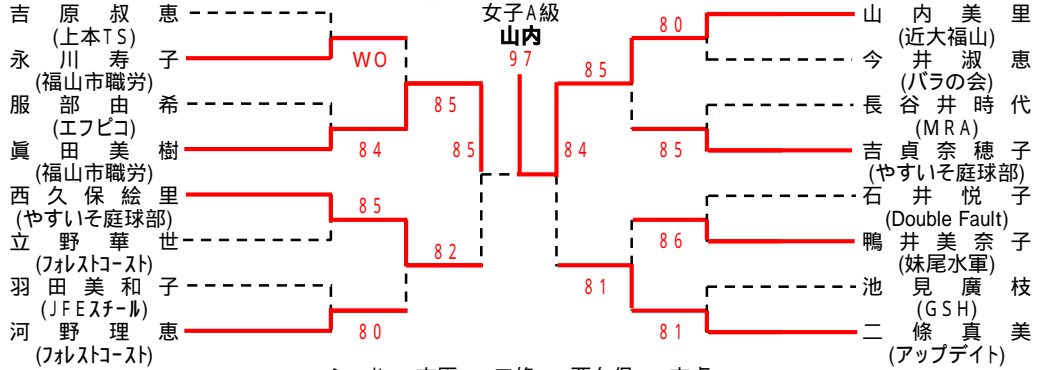 女子A級
山内
97
吉原叔恵
(上本TS)
永川寿子
(福山市職労)
服部由希
(エフピコ)
眞田美樹
(福山市職労)
西久保絵里
(やすいそ庭球部)
立野華世
(フォレストコースト)
羽田美和子
(JFEスチール)
河野理恵
(フォレストコースト)
WO
84
85
80
85
82
85
山内美里
(近大福山)
今井淑恵
(バラの会)
長谷井時代
(MRA)
吉貞奈穂子
(やすいそ庭球部)
石井悦子
(Double Fault)
鴨井美奈子
(妹尾水軍)
池見廣枝
(GSH)
二條真美
(アップデイト)
80
85
86
81
85
81
84